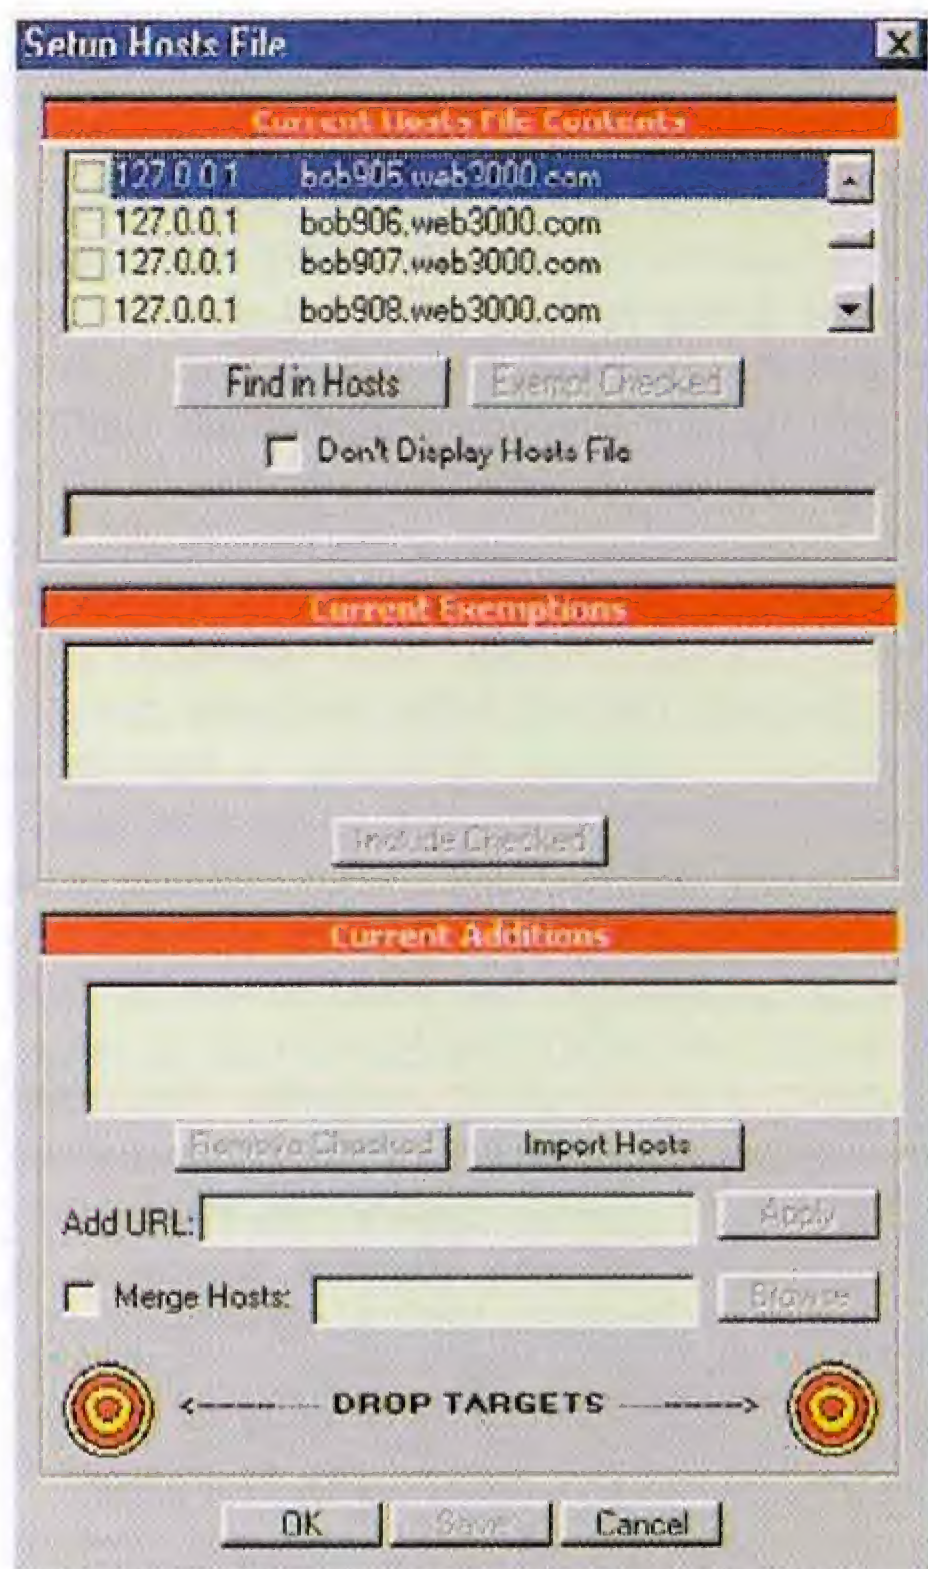 Setup Hosts File
Current Hosts File Contents
127.0.0.1 bob905.web3000.com
127.0.0.1 bob906.web3000.com
127.0.0.1 bob907.web3000.com
127.0.0.1 bob908.web3000.com
Find in Hosts Exempt Checked
Don't Display Hosts File
Current Exemptions
Include Checked
Current Additions
Remove Checked Import Hosts
Add URL: Apply
Merge Hosts: Browse
<------- DROP TARGETS ------->
OK Save Cancel